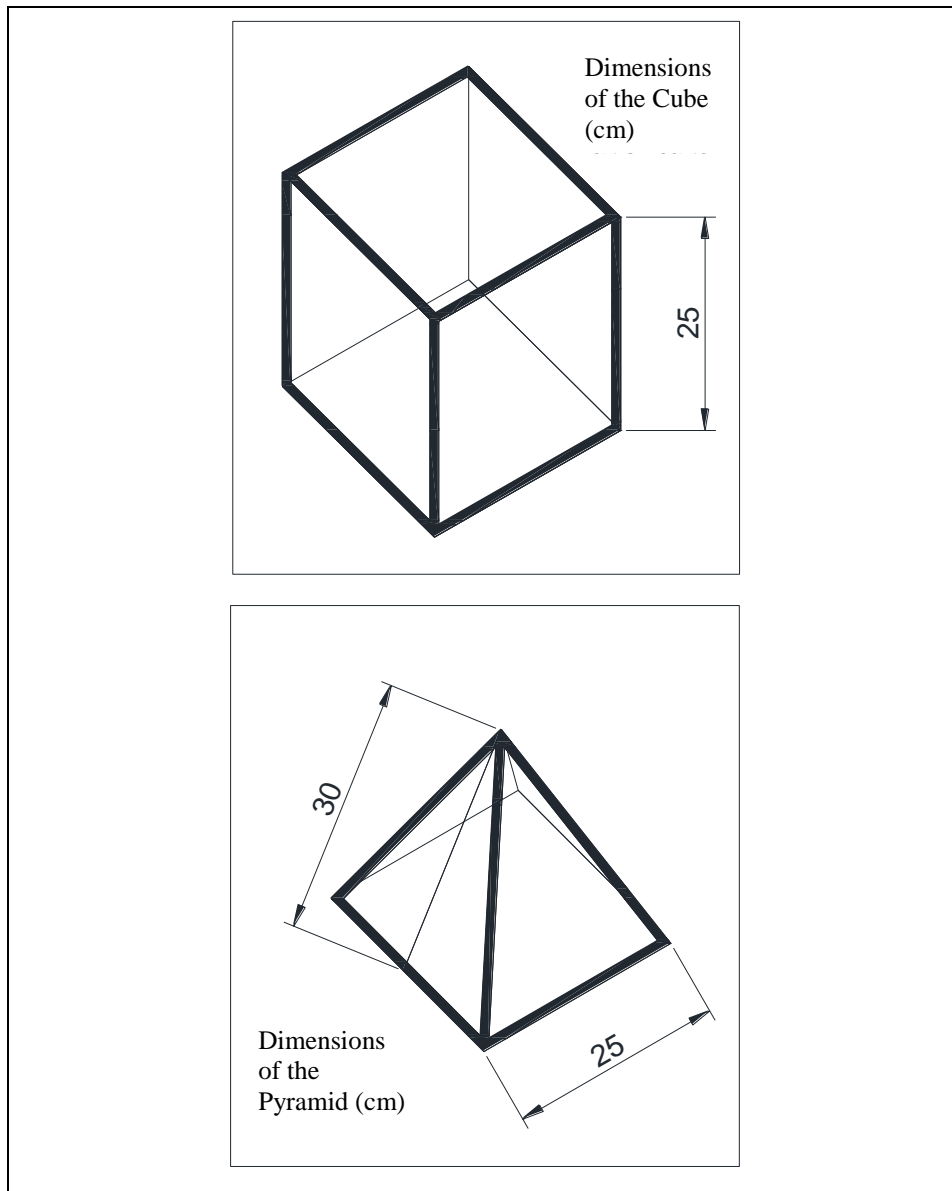 Dimensions
of the Cube
(cm)
25
30
25
Dimensions
of the
Pyramid (cm)